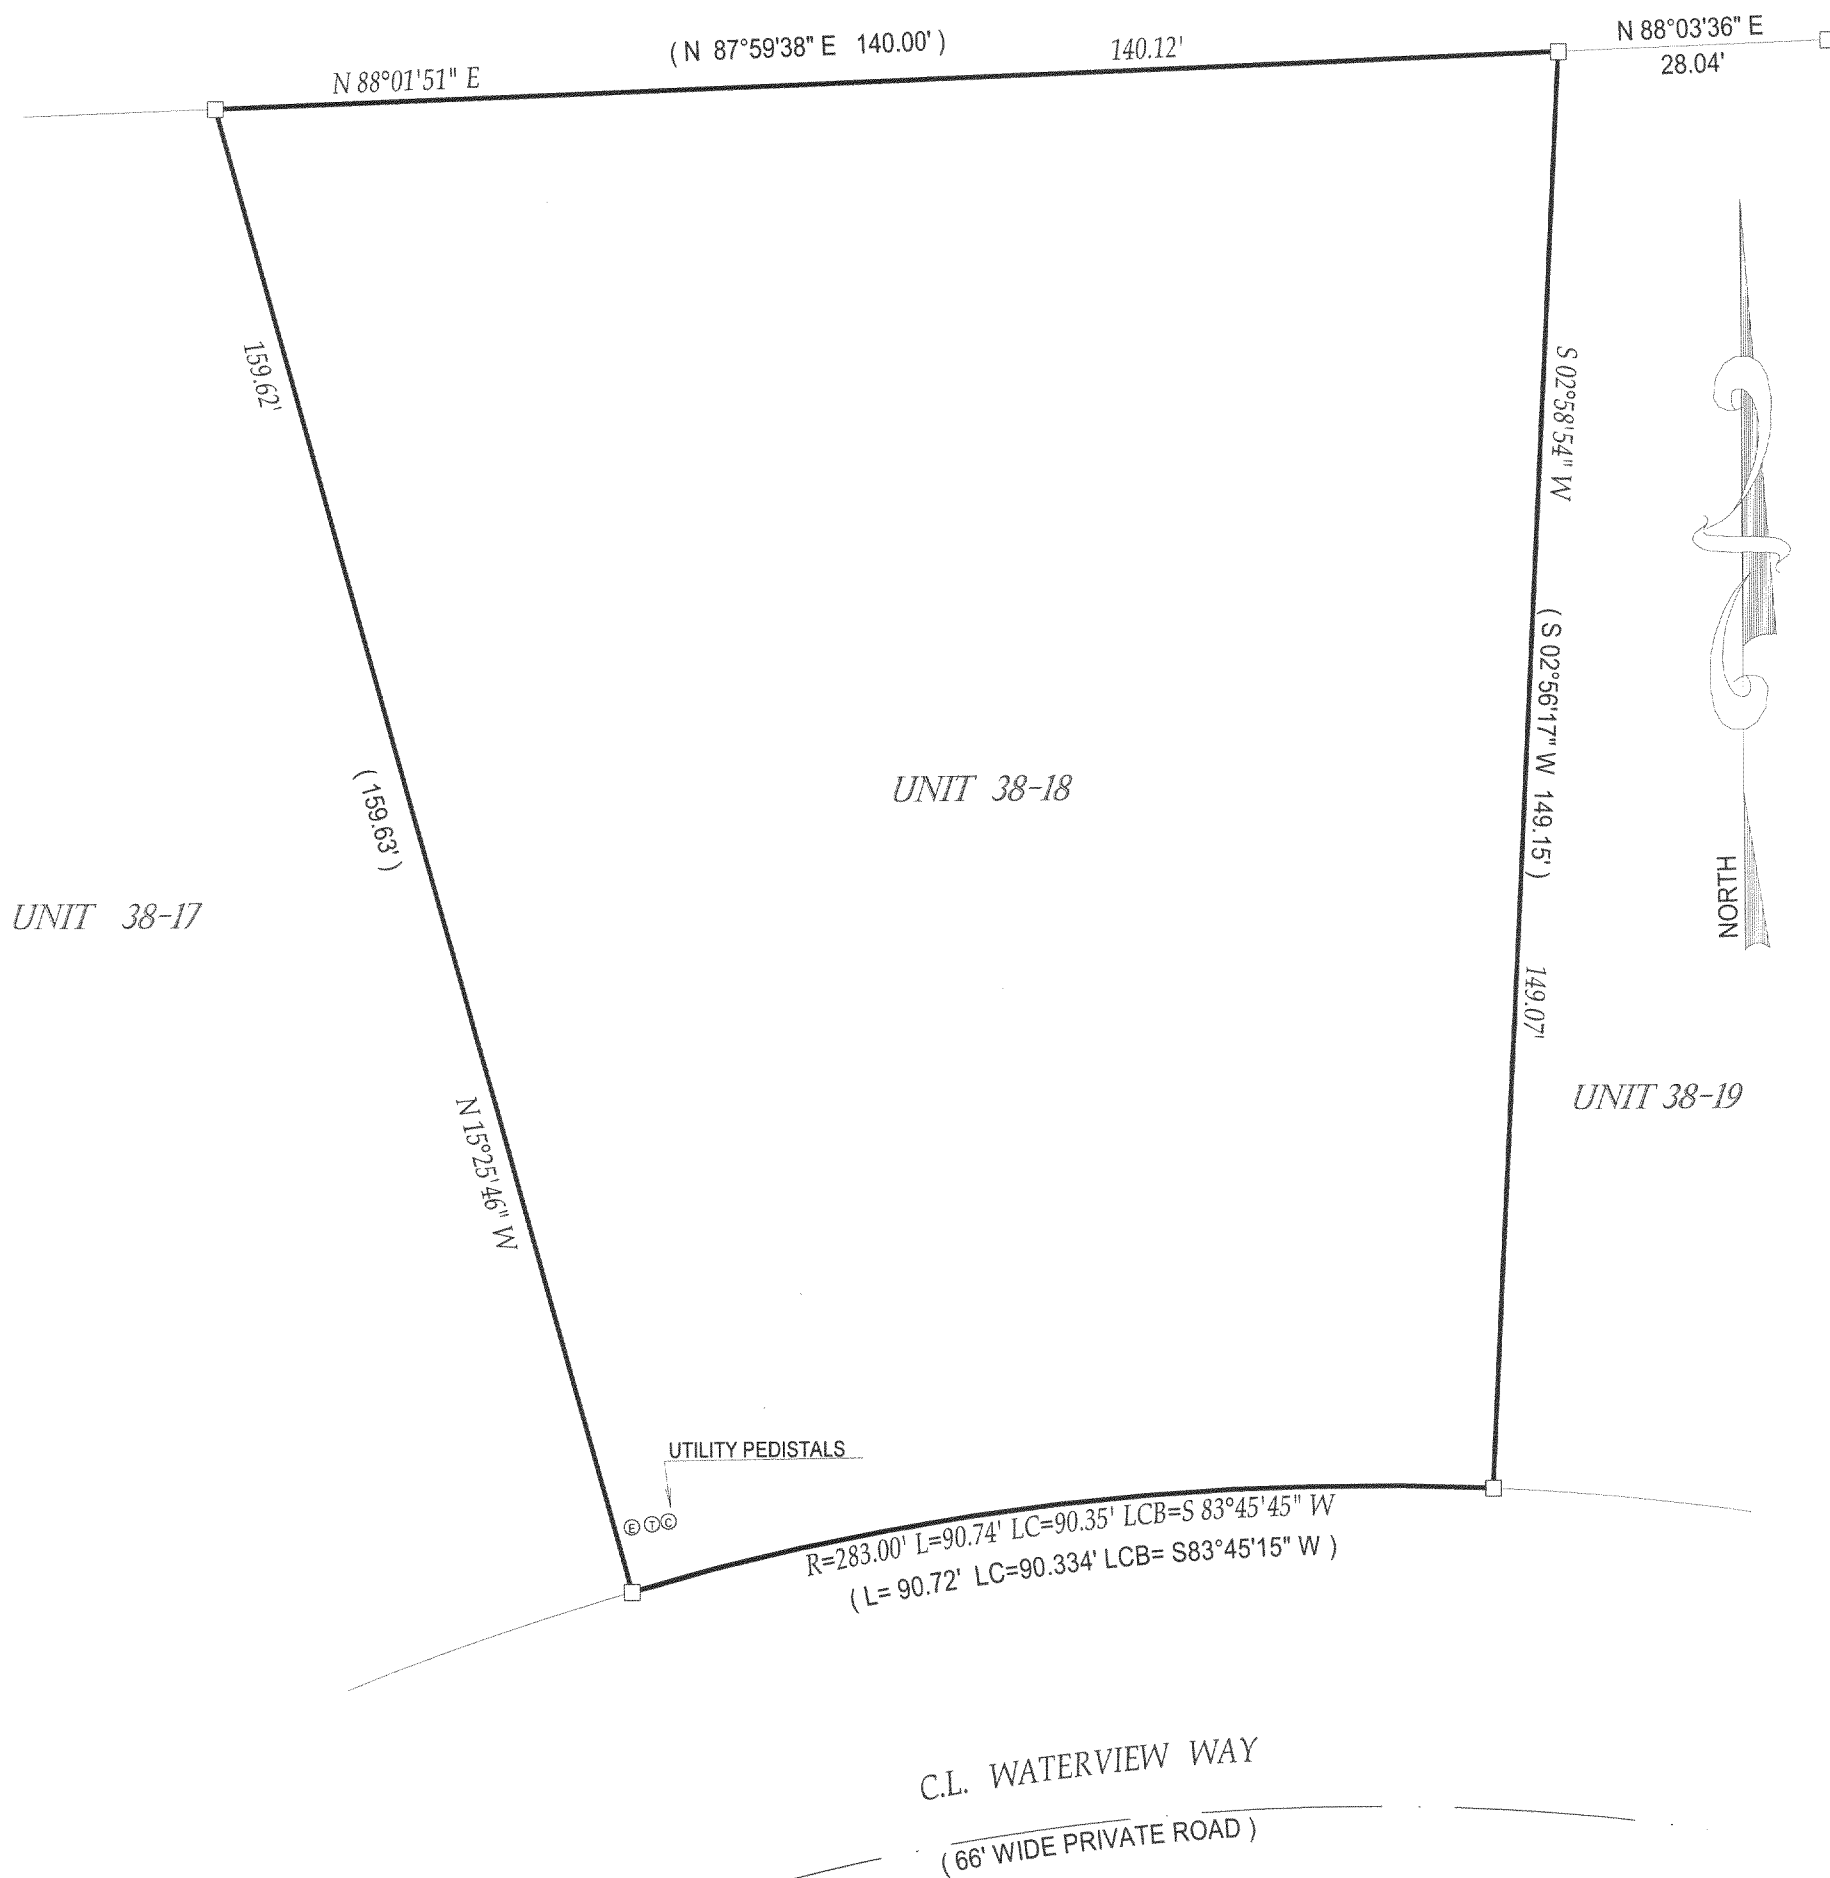 ( N 87°59'38" E 140.00' )
140.12'
N 88°03'36" E
28.04'
N 88°01'51" E
159.62'
S 02°58'54" W
( S 02°56'17" W 149.15' )
( 159.63' )
UNIT 38-18
UNIT 38-17
NORTH
149.07'
UNIT 38-19
N 15°25'46" W
UTILITY PEDISTALS
E T C
R=283.00' L=90.74' LC=90.35' LCB=S 83°45'45" W
( L= 90.72' LC=90.334' LCB= S83°45'15" W )
C.L. WATERVIEW WAY
( 66' WIDE PRIVATE ROAD )